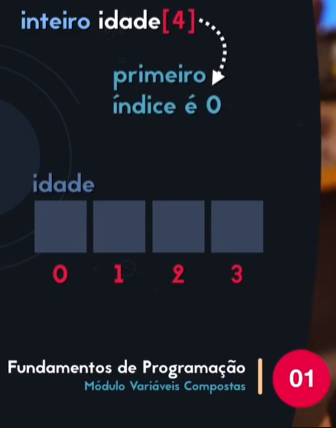 inteiro idade[4]
primeiro
índice é 0
idade
0 1 2 3
Fundamentos de Programação
Módulo Variáveis Compostas
01